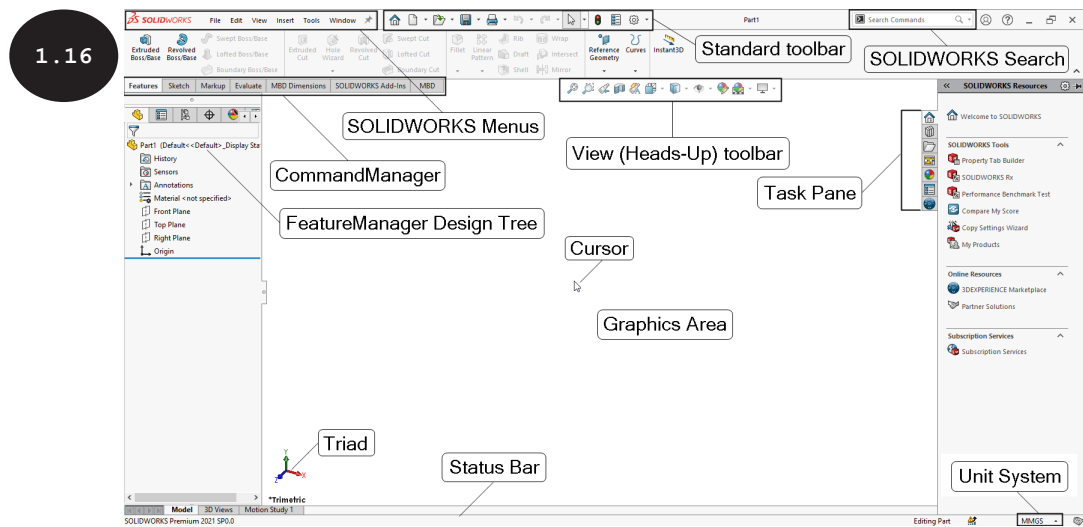 1.16
SOLIDWORKS File Edit View Insert Tools Window
Part1
Search Commands
Extruded Boss/Base
Revolved Boss/Base
Swept Boss/Base
Lofted Boss/Base
Boundary Boss/Base
Extruded Cut
Hole Wizard
Revolved Cut
Swept Cut
Lofted Cut
Boundary Cut
Fillet
Linear Pattern
Rib
Draft
Shell
Wrap
Intersect
Mirror
Reference Geometry
Curves
Instant3D
Standard toolbar
SOLIDWORKS Search
Features Sketch Markup Evaluate MBD Dimensions SOLIDWORKS Add-Ins MBD
SOLIDWORKS Resources
SOLIDWORKS Menus
View (Heads-Up) toolbar
CommandManager
Task Pane
FeatureManager Design Tree
Part1 (Default<<Default>_Display Sta
History
Sensors
Annotations
Material <not specified>
Front Plane
Top Plane
Right Plane
Origin
Welcome to SOLIDWORKS
SOLIDWORKS Tools
Property Tab Builder
SOLIDWORKS Rx
Performance Benchmark Test
Compare My Score
Copy Settings Wizard
My Products
Online Resources
3DEXPERIENCE Marketplace
Partner Solutions
Subscription Services
Subscription Services
Cursor
Graphics Area
Triad
Y
X
Z
*Trimetric
Status Bar
Unit System
Model 3D Views Motion Study 1
SOLIDWORKS Premium 2021 SP0.0
Editing Part
MMGS